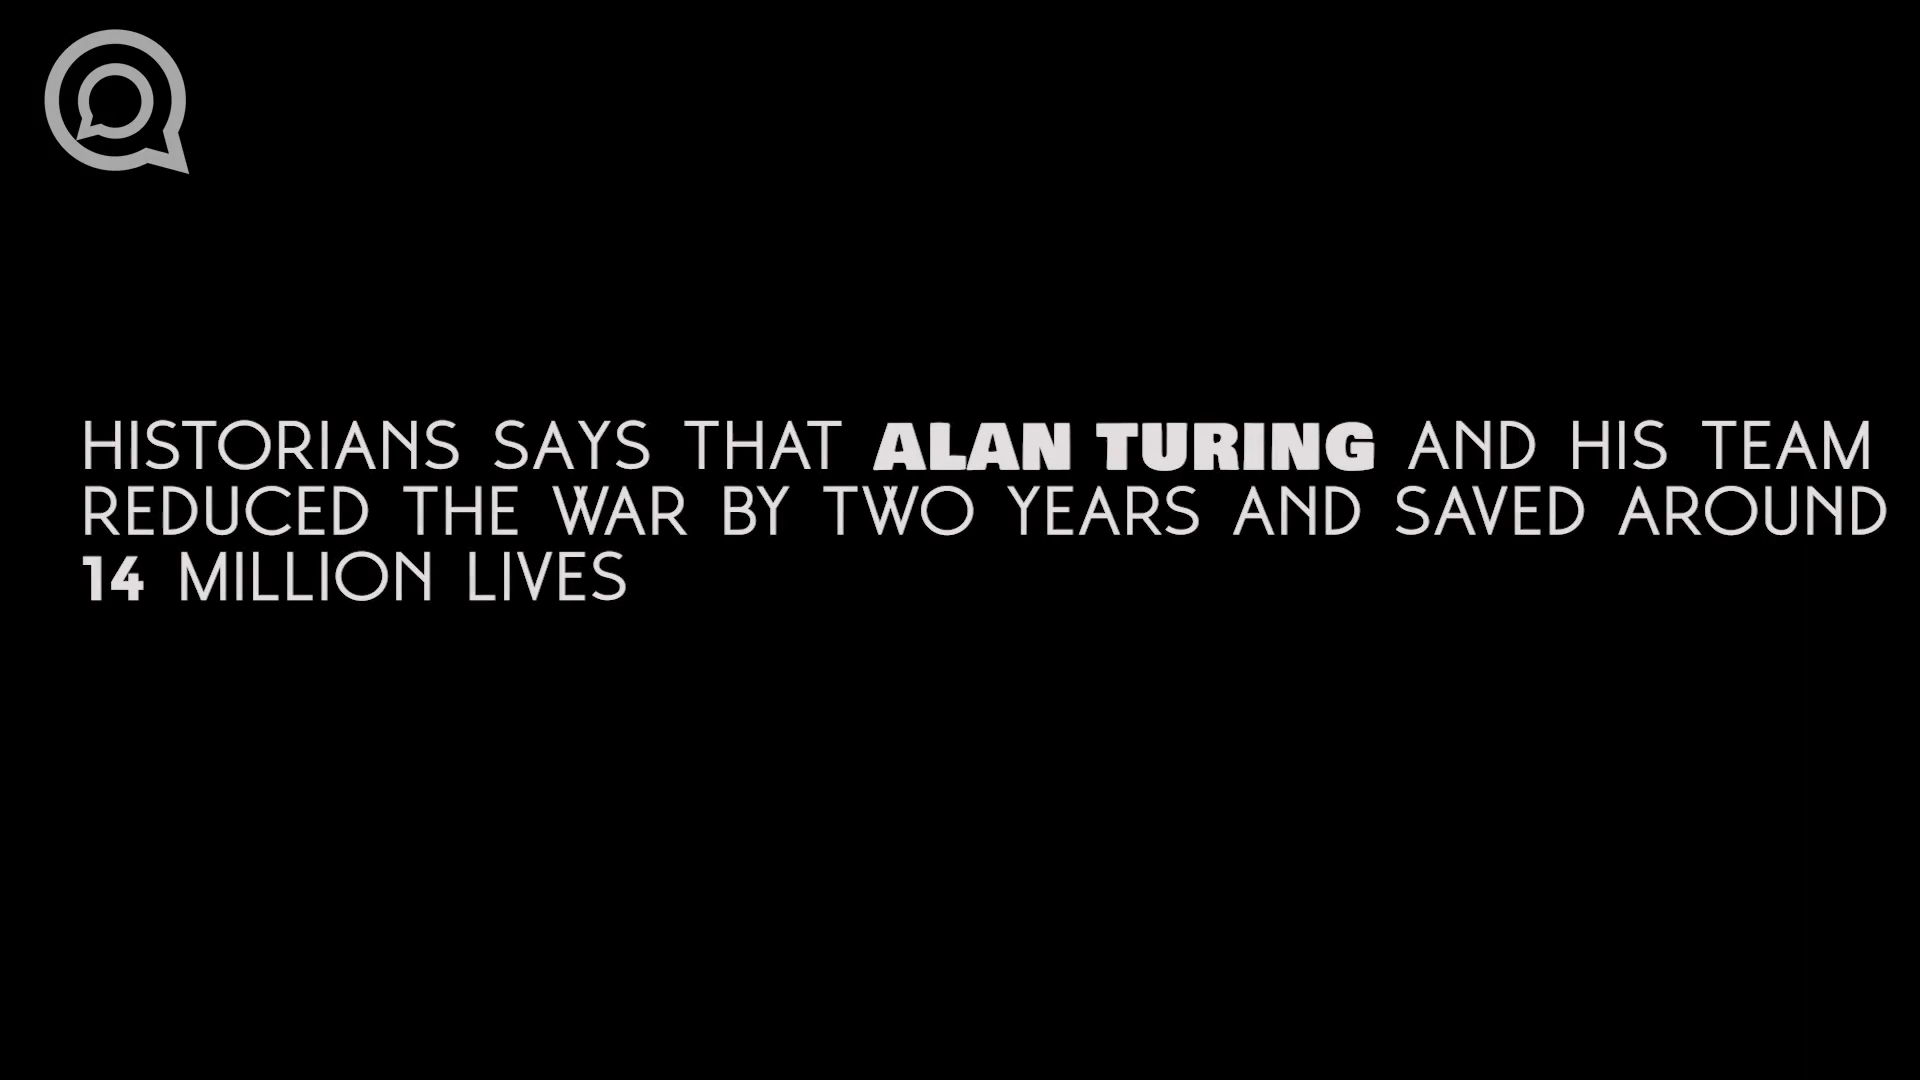 HISTORIANS SAYS THAT ALAN TURING AND HIS TEAM
REDUCED THE WAR BY TWO YEARS AND SAVED AROUND
14 MILLION LIVES